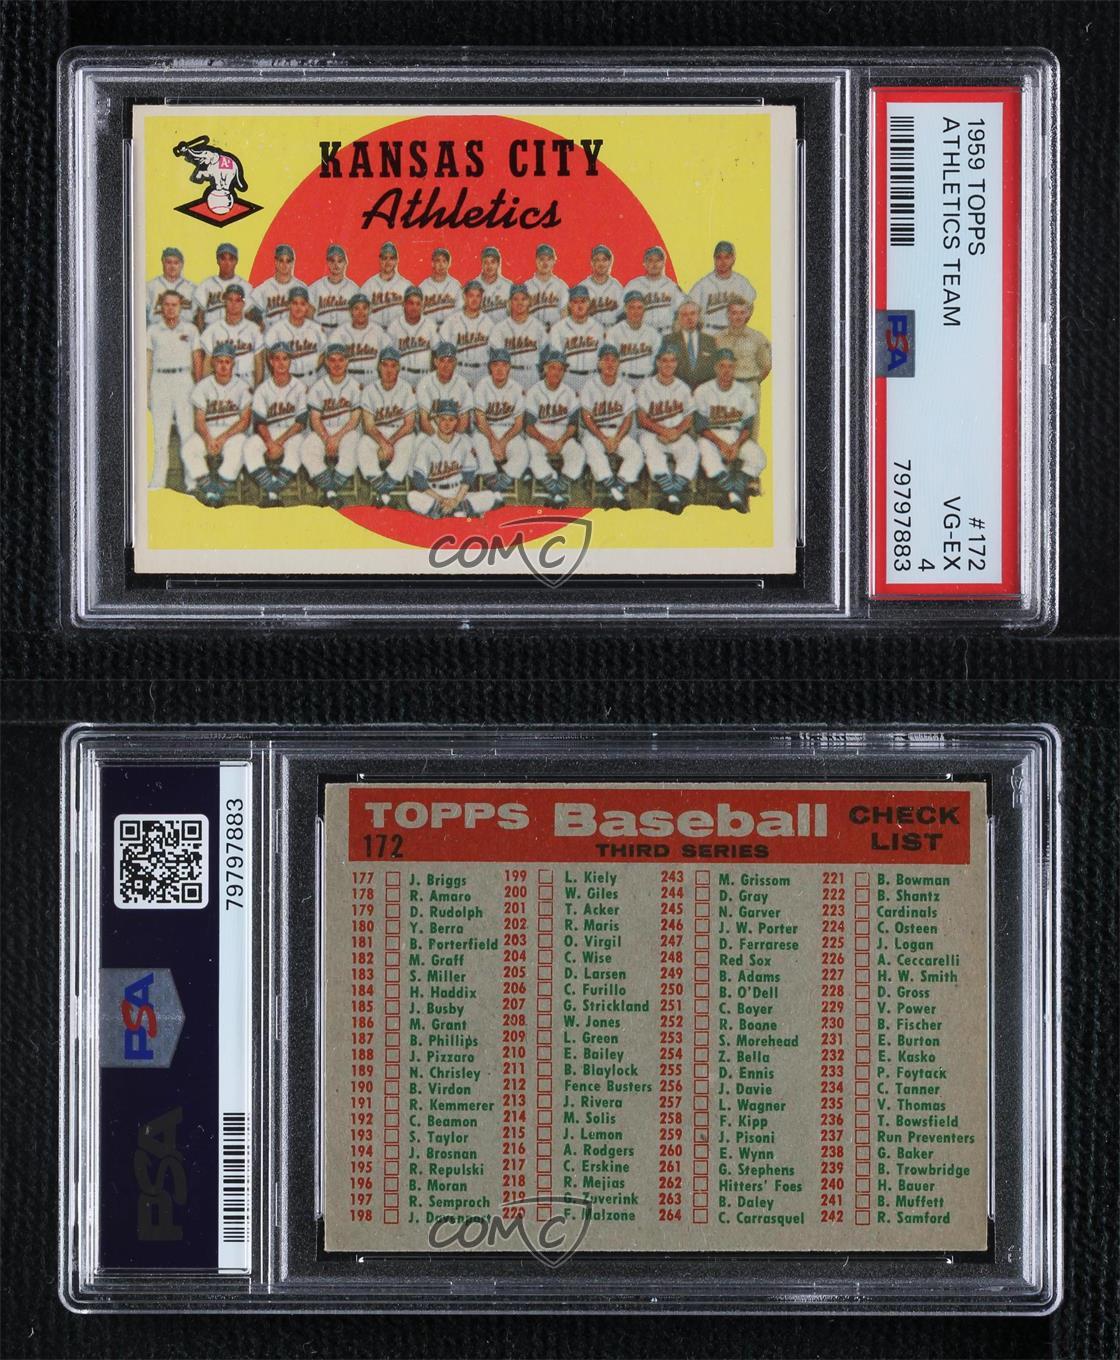 KANSAS CITY
Athletics
A
COMC
1959 TOPPS #172
ATHLETICS TEAM VG-EX
4
PSA 79797883
79797883
PSA
PSA
TOPPS Baseball CHECK LIST
172 THIRD SERIES
177 J. Briggs 199 L. Kiely 243 M. Grissom 221 B. Bowman
178 R. Amaro 200 W. Giles 244 D. Gray 222 B. Shantz
179 D. Rudolph 201 T. Acker 245 N. Garver 223 Cardinals
180 Y. Berra 202 R. Maris 246 J. W. Porter 224 C. Osteen
181 B. Porterfield 203 O. Virgil 247 D. Ferrarese 225 J. Logan
182 M. Graff 204 C. Wise 248 Red Sox 226 A. Ceccarelli
183 S. Miller 205 D. Larsen 249 B. Adams 227 H. W. Smith
184 H. Haddix 206 C. Furillo 250 B. O'Dell 228 D. Gross
185 J. Busby 207 G. Strickland 251 C. Boyer 229 V. Power
186 M. Grant 208 W. Jones 252 R. Boone 230 B. Fischer
187 B. Phillips 209 L. Green 253 S. Morehead 231 E. Burton
188 J. Pizzaro 210 E. Bailey 254 Z. Bella 232 E. Kasko
189 N. Chrisley 211 B. Blaylock 255 D. Ennis 233 P. Foytack
190 B. Virdon 212 Fence Busters 256 J. Davie 234 C. Tanner
191 R. Kemmerer 213 J. Rivera 257 L. Wagner 235 V. Thomas
192 C. Beamon 214 M. Solis 258 F. Kipp 236 T. Bowsfield
193 S. Taylor 215 J. Lemon 259 J. Pisoni 237 Run Preventers
194 J. Brosnan 216 A. Rodgers 260 E. Wynn 238 G. Baker
195 R. Repulski 217 C. Erskine 261 G. Stephens 239 B. Trowbridge
196 B. Moran 218 R. Mejias 262 Hitters' Foes 240 H. Bauer
197 R. Semproch 219 G. Zuverink 263 B. Daley 241 B. Muffett
198 J. Davenport 220 F. Malzone 264 C. Carrasquel 242 R. Samford
COMC